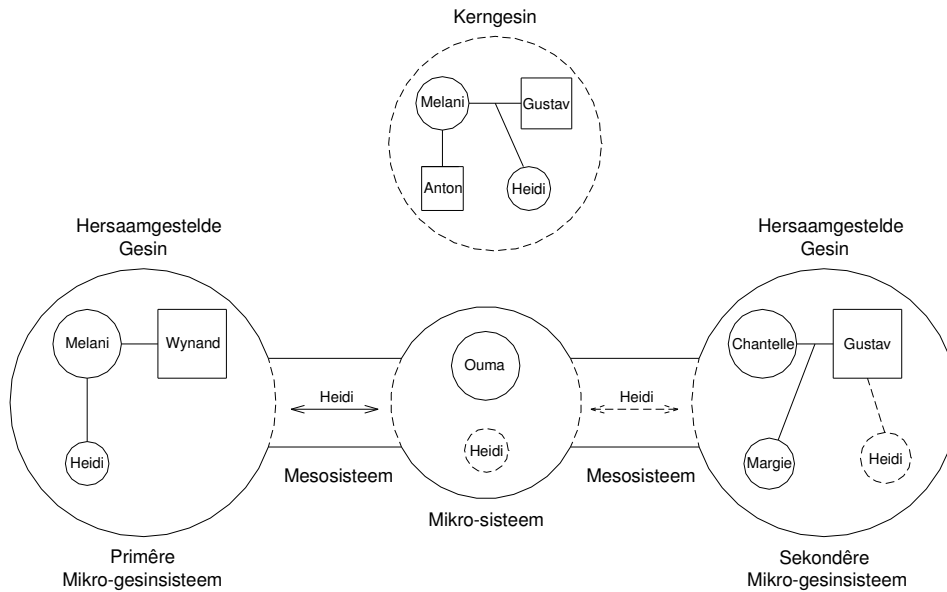 Kerngesin
Melani
Gustav
Anton
Heidi
Hersaamgestelde
Gesin
Melani
Wynand
Heidi
Primêre
Mikro-gesinsisteem
Heidi
Mesosisteem
Ouma
Heidi
Mikro-sisteem
Heidi
Mesosisteem
Hersaamgestelde
Gesin
Chantelle
Gustav
Margie
Heidi
Sekondêre
Mikro-gesinsisteem